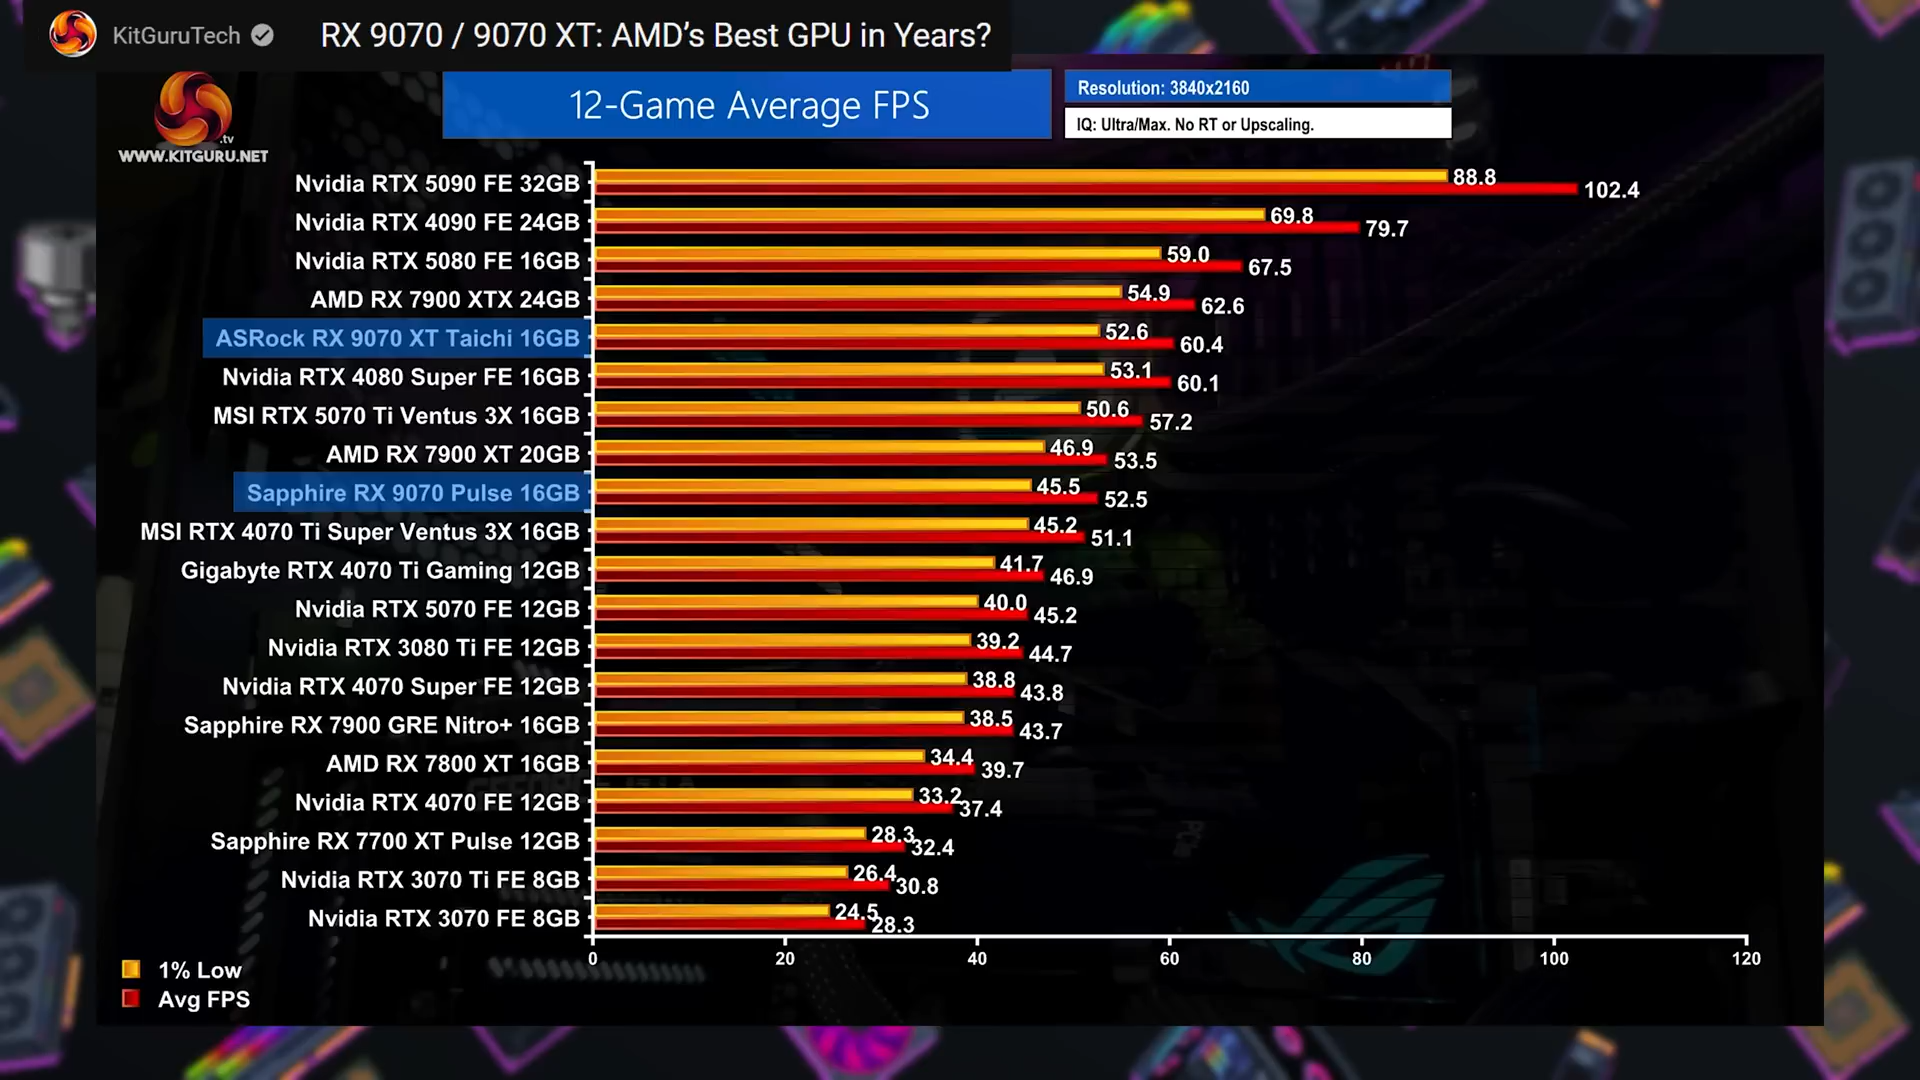 KitGuruTech
RX 9070 / 9070 XT: AMD’s Best GPU in Years?
.tv
WWW.KITGURU.NET
12-Game Average FPS
Resolution: 3840x2160
IQ: Ultra/Max. No RT or Upscaling.
Nvidia RTX 5090 FE 32GB 88.8 102.4
Nvidia RTX 4090 FE 24GB 69.8 79.7
Nvidia RTX 5080 FE 16GB 59.0 67.5
AMD RX 7900 XTX 24GB 54.9 62.6
ASRock RX 9070 XT Taichi 16GB 52.6 60.4
Nvidia RTX 4080 Super FE 16GB 53.1 60.1
MSI RTX 5070 Ti Ventus 3X 16GB 50.6 57.2
AMD RX 7900 XT 20GB 46.9 53.5
Sapphire RX 9070 Pulse 16GB 45.5 52.5
MSI RTX 4070 Ti Super Ventus 3X 16GB 45.2 51.1
Gigabyte RTX 4070 Ti Gaming 12GB 41.7 46.9
Nvidia RTX 5070 FE 12GB 40.0 45.2
Nvidia RTX 3080 Ti FE 12GB 39.2 44.7
Nvidia RTX 4070 Super FE 12GB 38.8 43.8
Sapphire RX 7900 GRE Nitro+ 16GB 38.5 43.7
AMD RX 7800 XT 16GB 34.4 39.7
Nvidia RTX 4070 FE 12GB 33.2 37.4
Sapphire RX 7700 XT Pulse 12GB 28.3 32.4
Nvidia RTX 3070 Ti FE 8GB 26.4 30.8
Nvidia RTX 3070 FE 8GB 24.5 28.3
0 20 40 60 80 100 120
1% Low
Avg FPS